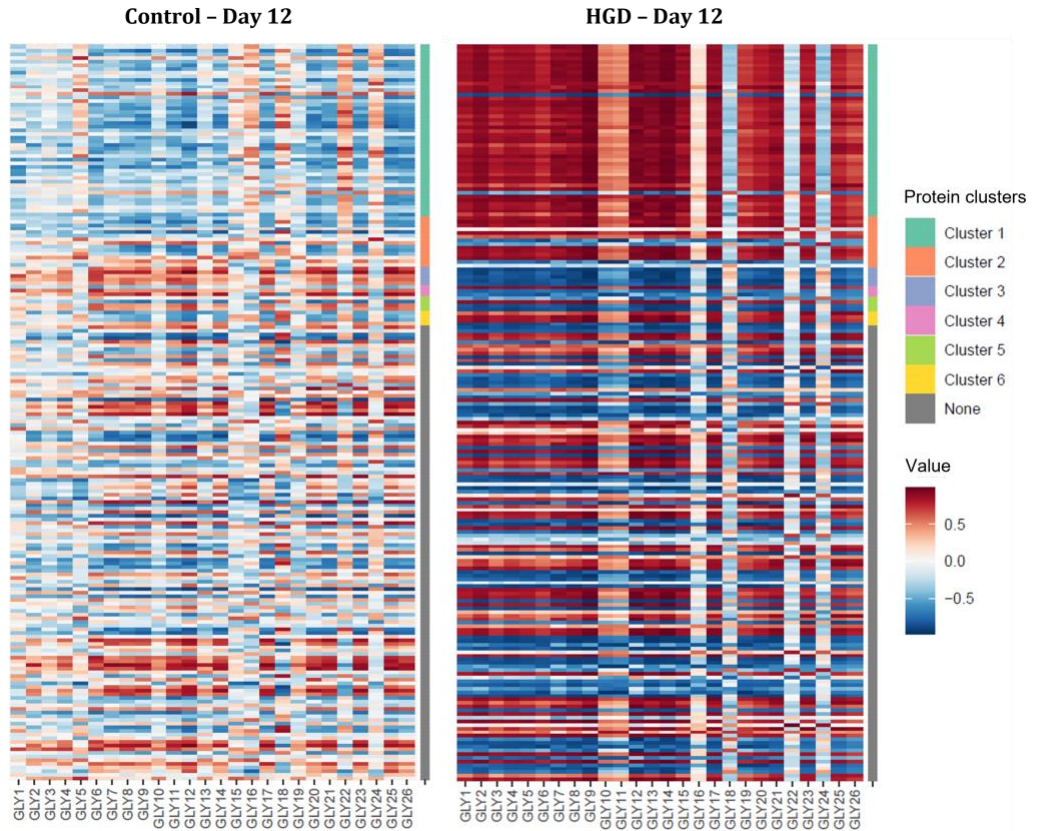 Control – Day 12
HGD – Day 12
Protein clusters
Cluster 1
Cluster 2
Cluster 3
Cluster 4
Cluster 5
Cluster 6
None
Value
0.5
0.0
−0.5
GLY1 GLY2 GLY3 GLY4 GLY5 GLY6 GLY7 GLY8 GLY9 GLY10 GLY11 GLY12 GLY13 GLY14 GLY15 GLY16 GLY17 GLY18 GLY19 GLY20 GLY21 GLY22 GLY23 GLY24 GLY25 GLY26
GLY1 GLY2 GLY3 GLY4 GLY5 GLY6 GLY7 GLY8 GLY9 GLY10 GLY11 GLY12 GLY13 GLY14 GLY15 GLY16 GLY17 GLY18 GLY19 GLY20 GLY21 GLY22 GLY23 GLY24 GLY25 GLY26